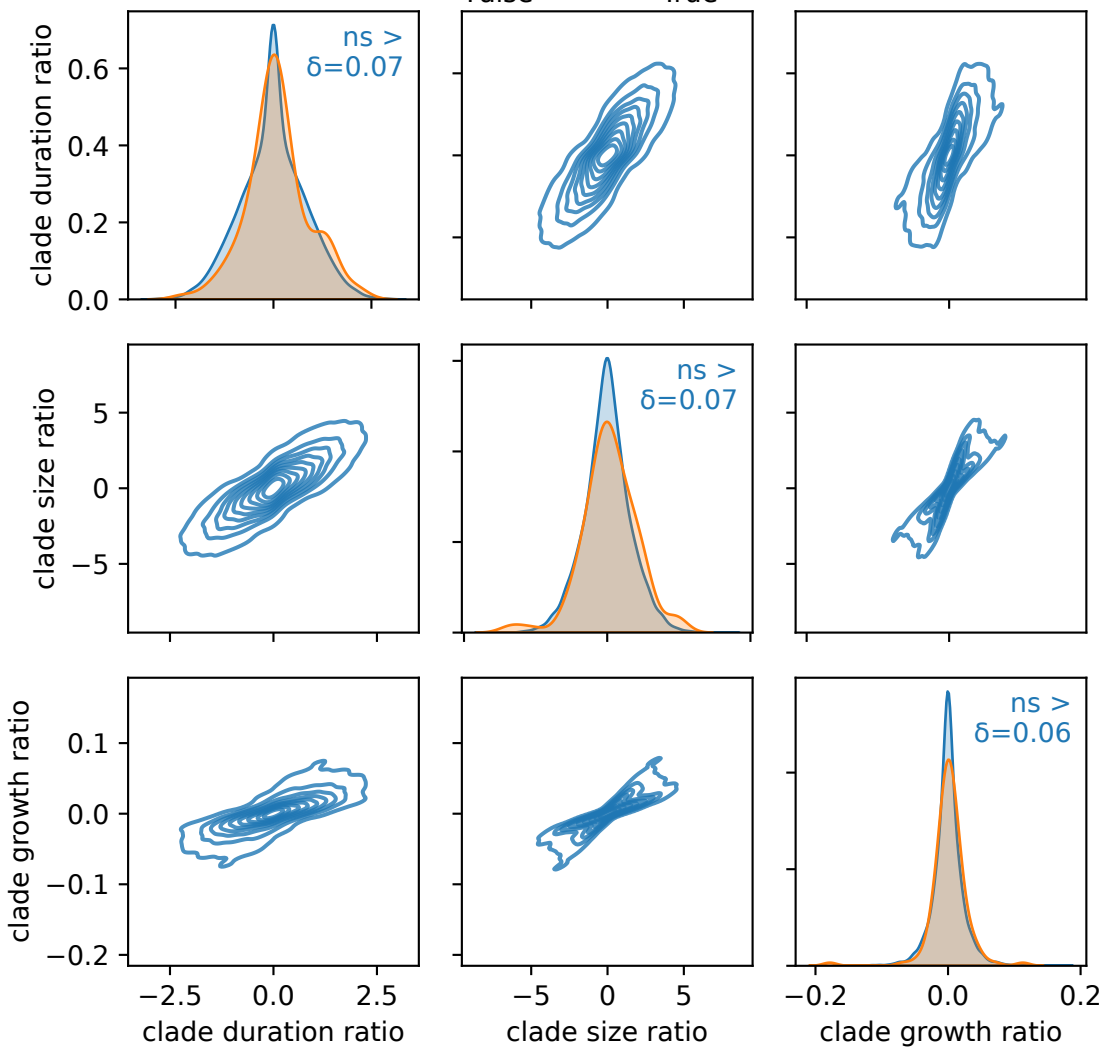 False True
clade duration ratio
0.6
0.4
0.2
0.0
ns >
δ=0.07
clade size ratio
5
0
−5
ns >
δ=0.07
clade growth ratio
0.1
0.0
−0.1
−0.2
ns >
δ=0.06
−2.5 0.0 2.5
−5 0 5
−0.2 0.0 0.2
clade duration ratio
clade size ratio
clade growth ratio